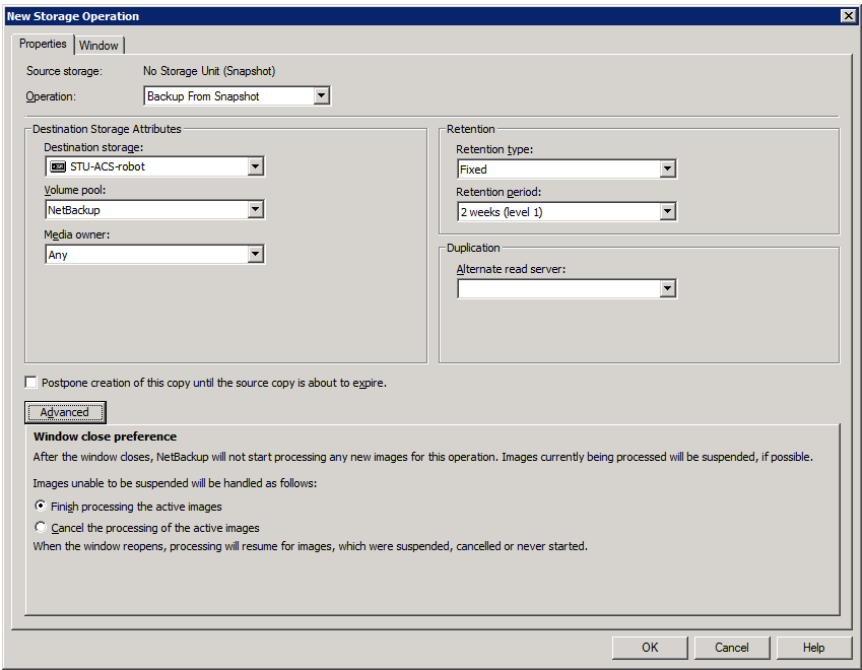 New Storage Operation
Properties
Window
Source storage:
No Storage Unit (Snapshot)
Operation:
Backup From Snapshot
Destination Storage Attributes
Destination storage:
STU-ACS-robot
Volume pool:
NetBackup
Media owner:
Any
Retention
Retention type:
Fixed
Retention period:
2 weeks (level 1)
Duplication
Alternate read server:
Postpone creation of this copy until the source copy is about to expire.
Advanced
Window close preference
After the window closes, NetBackup will not start processing any new images for this operation. Images currently being processed will be suspended, if possible.
Images unable to be suspended will be handled as follows:
Finish processing the active images
Cancel the processing of the active images
When the window reopens, processing will resume for images, which were suspended, cancelled or never started.
OK
Cancel
Help